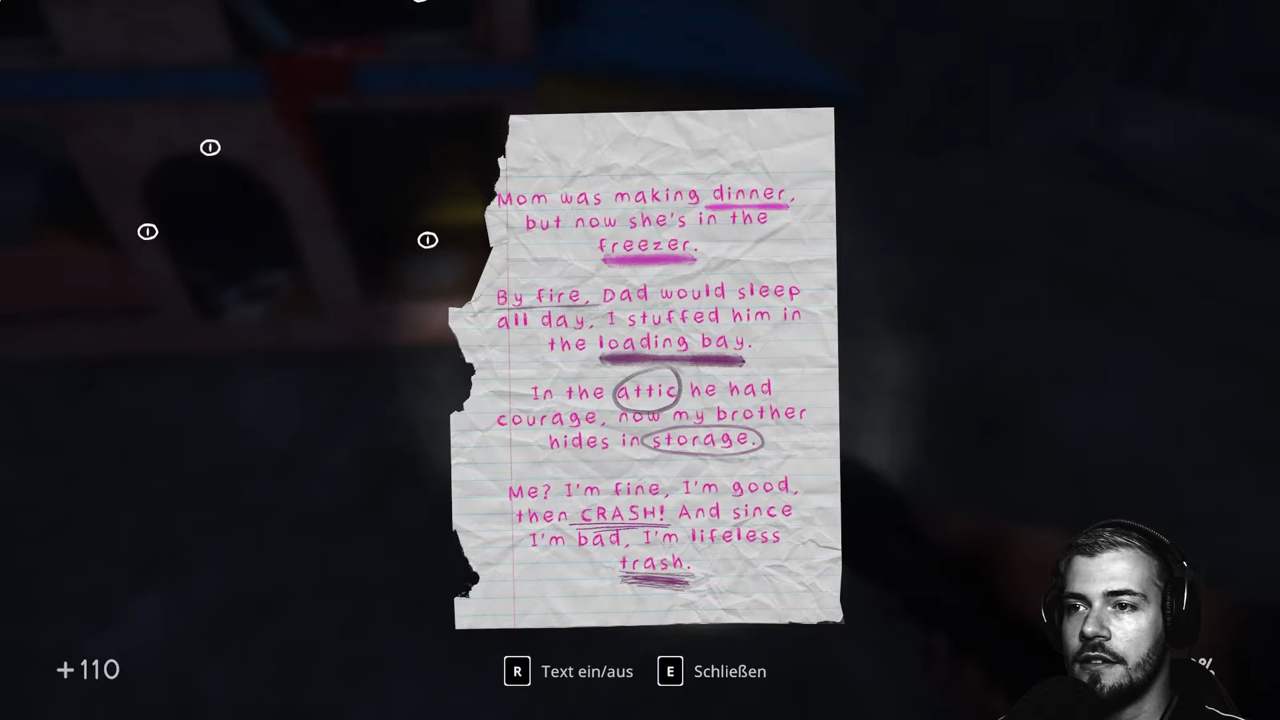 Mom was making dinner,
but now she's in the
freezer.
By fire, Dad would sleep
all day, I stuffed him in
the loading bay.
In the attic he had
courage, now my brother
hides in storage.
Me? I'm fine, I'm good,
then CRASH! And since
I'm bad, I'm lifeless
trash.
+110
R Text ein/aus E Schließen
%